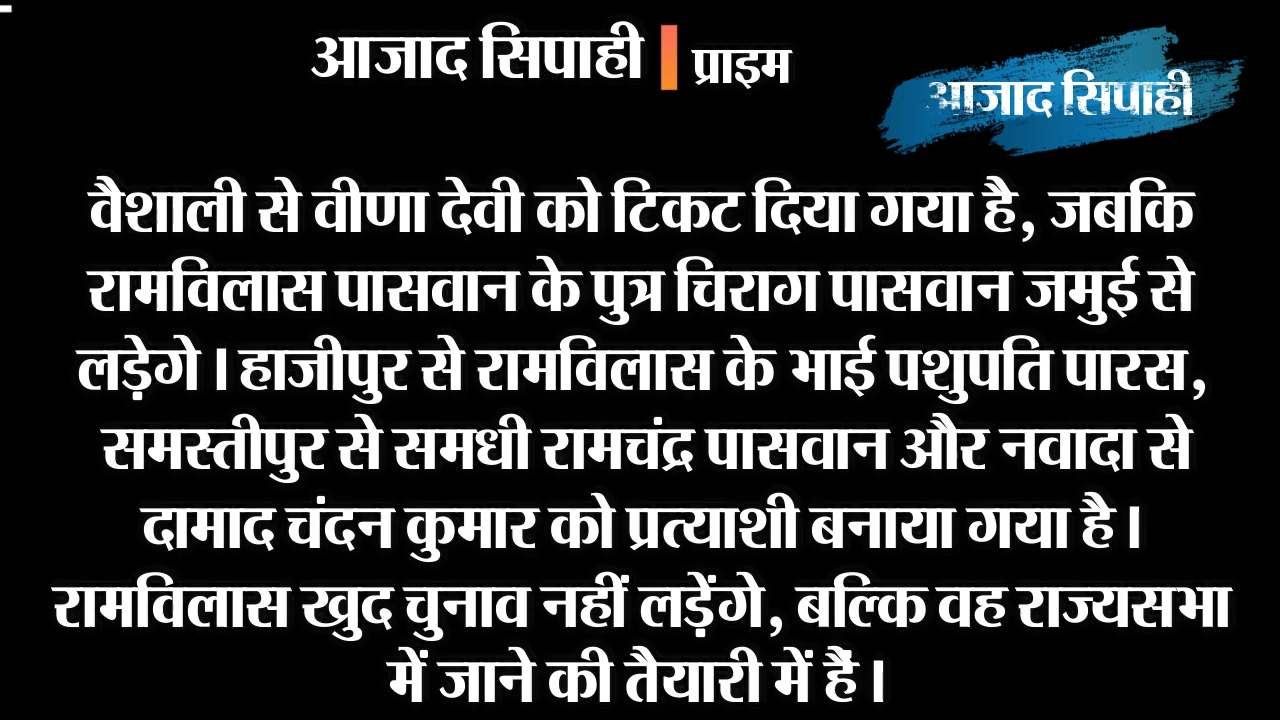 आजाद सिपाही | प्राइम
आजाद सिपाही
वैशाली से वीणा देवी को टिकट दिया गया है, जबकि
रामविलास पासवान के पुत्र चिराग पासवान जमुई से
लड़ेगे। हाजीपुर से रामविलास के भाई पशुपति पारस,
समस्तीपुर से समधी रामचंद्र पासवान और नवादा से
दामाद चंदन कुमार को प्रत्याशी बनाया गया है।
रामविलास खुद चुनाव नहीं लड़ेंगे, बल्कि वह राज्यसभा
में जाने की तैयारी में हैं।